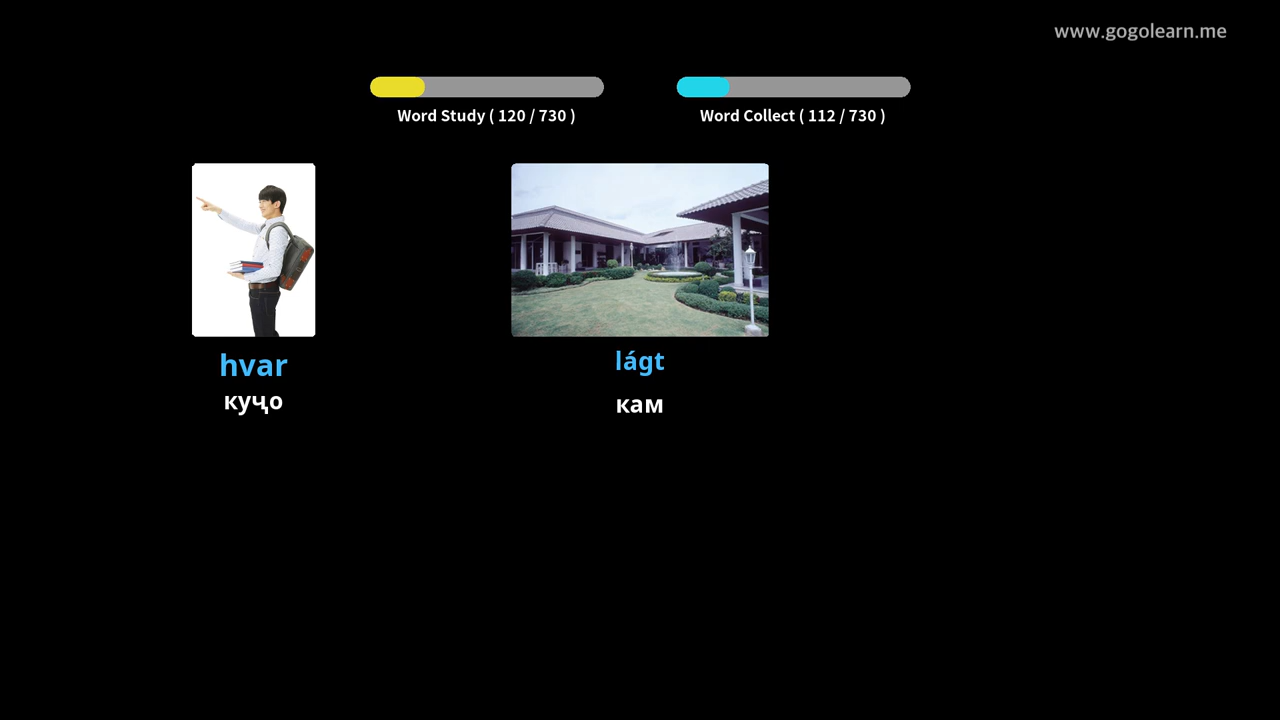 www.gogolearn.me
Word Study ( 120 / 730 )
Word Collect ( 112 / 730 )
hvar
куҷо
lágt
кам